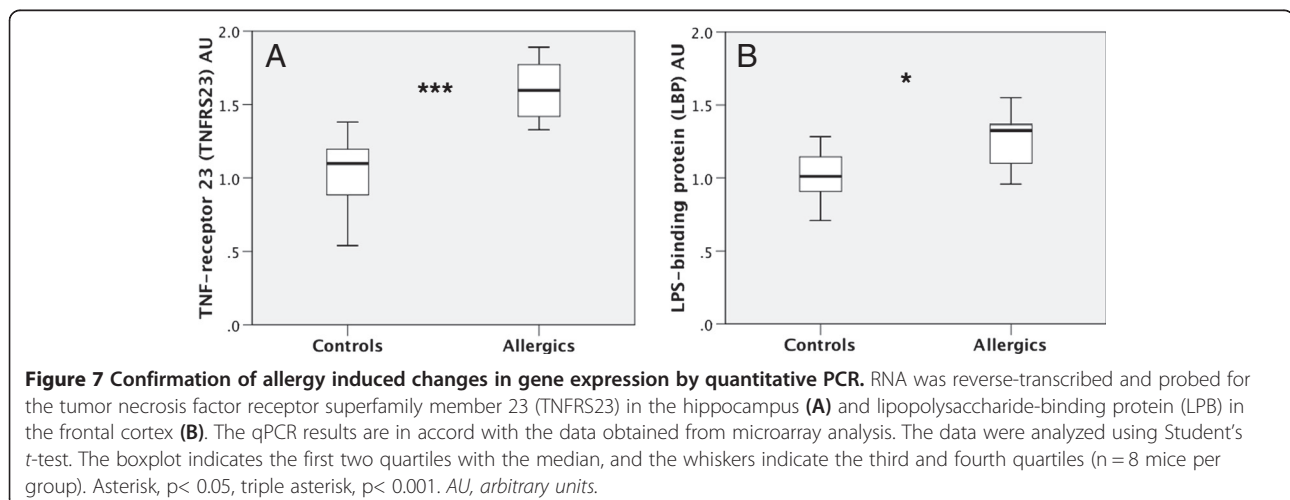 2.0
A
***
1.5
1.0
.5
.0
TNF-receptor 23 (TNFRS23) AU
Controls Allergics
2.0
B
*
1.5
1.0
.5
.0
LPS-binding protein (LBP) AU
Controls Allergics
Figure 7 Confirmation of allergy induced changes in gene expression by quantitative PCR. RNA was reverse-transcribed and probed for
the tumor necrosis factor receptor superfamily member 23 (TNFRS23) in the hippocampus (A) and lipopolysaccharide-binding protein (LPB) in
the frontal cortex (B). The qPCR results are in accord with the data obtained from microarray analysis. The data were analyzed using Student's
t-test. The boxplot indicates the first two quartiles with the median, and the whiskers indicate the third and fourth quartiles (n = 8 mice per
group). Asterisk, p< 0.05, triple asterisk, p< 0.001. AU, arbitrary units.